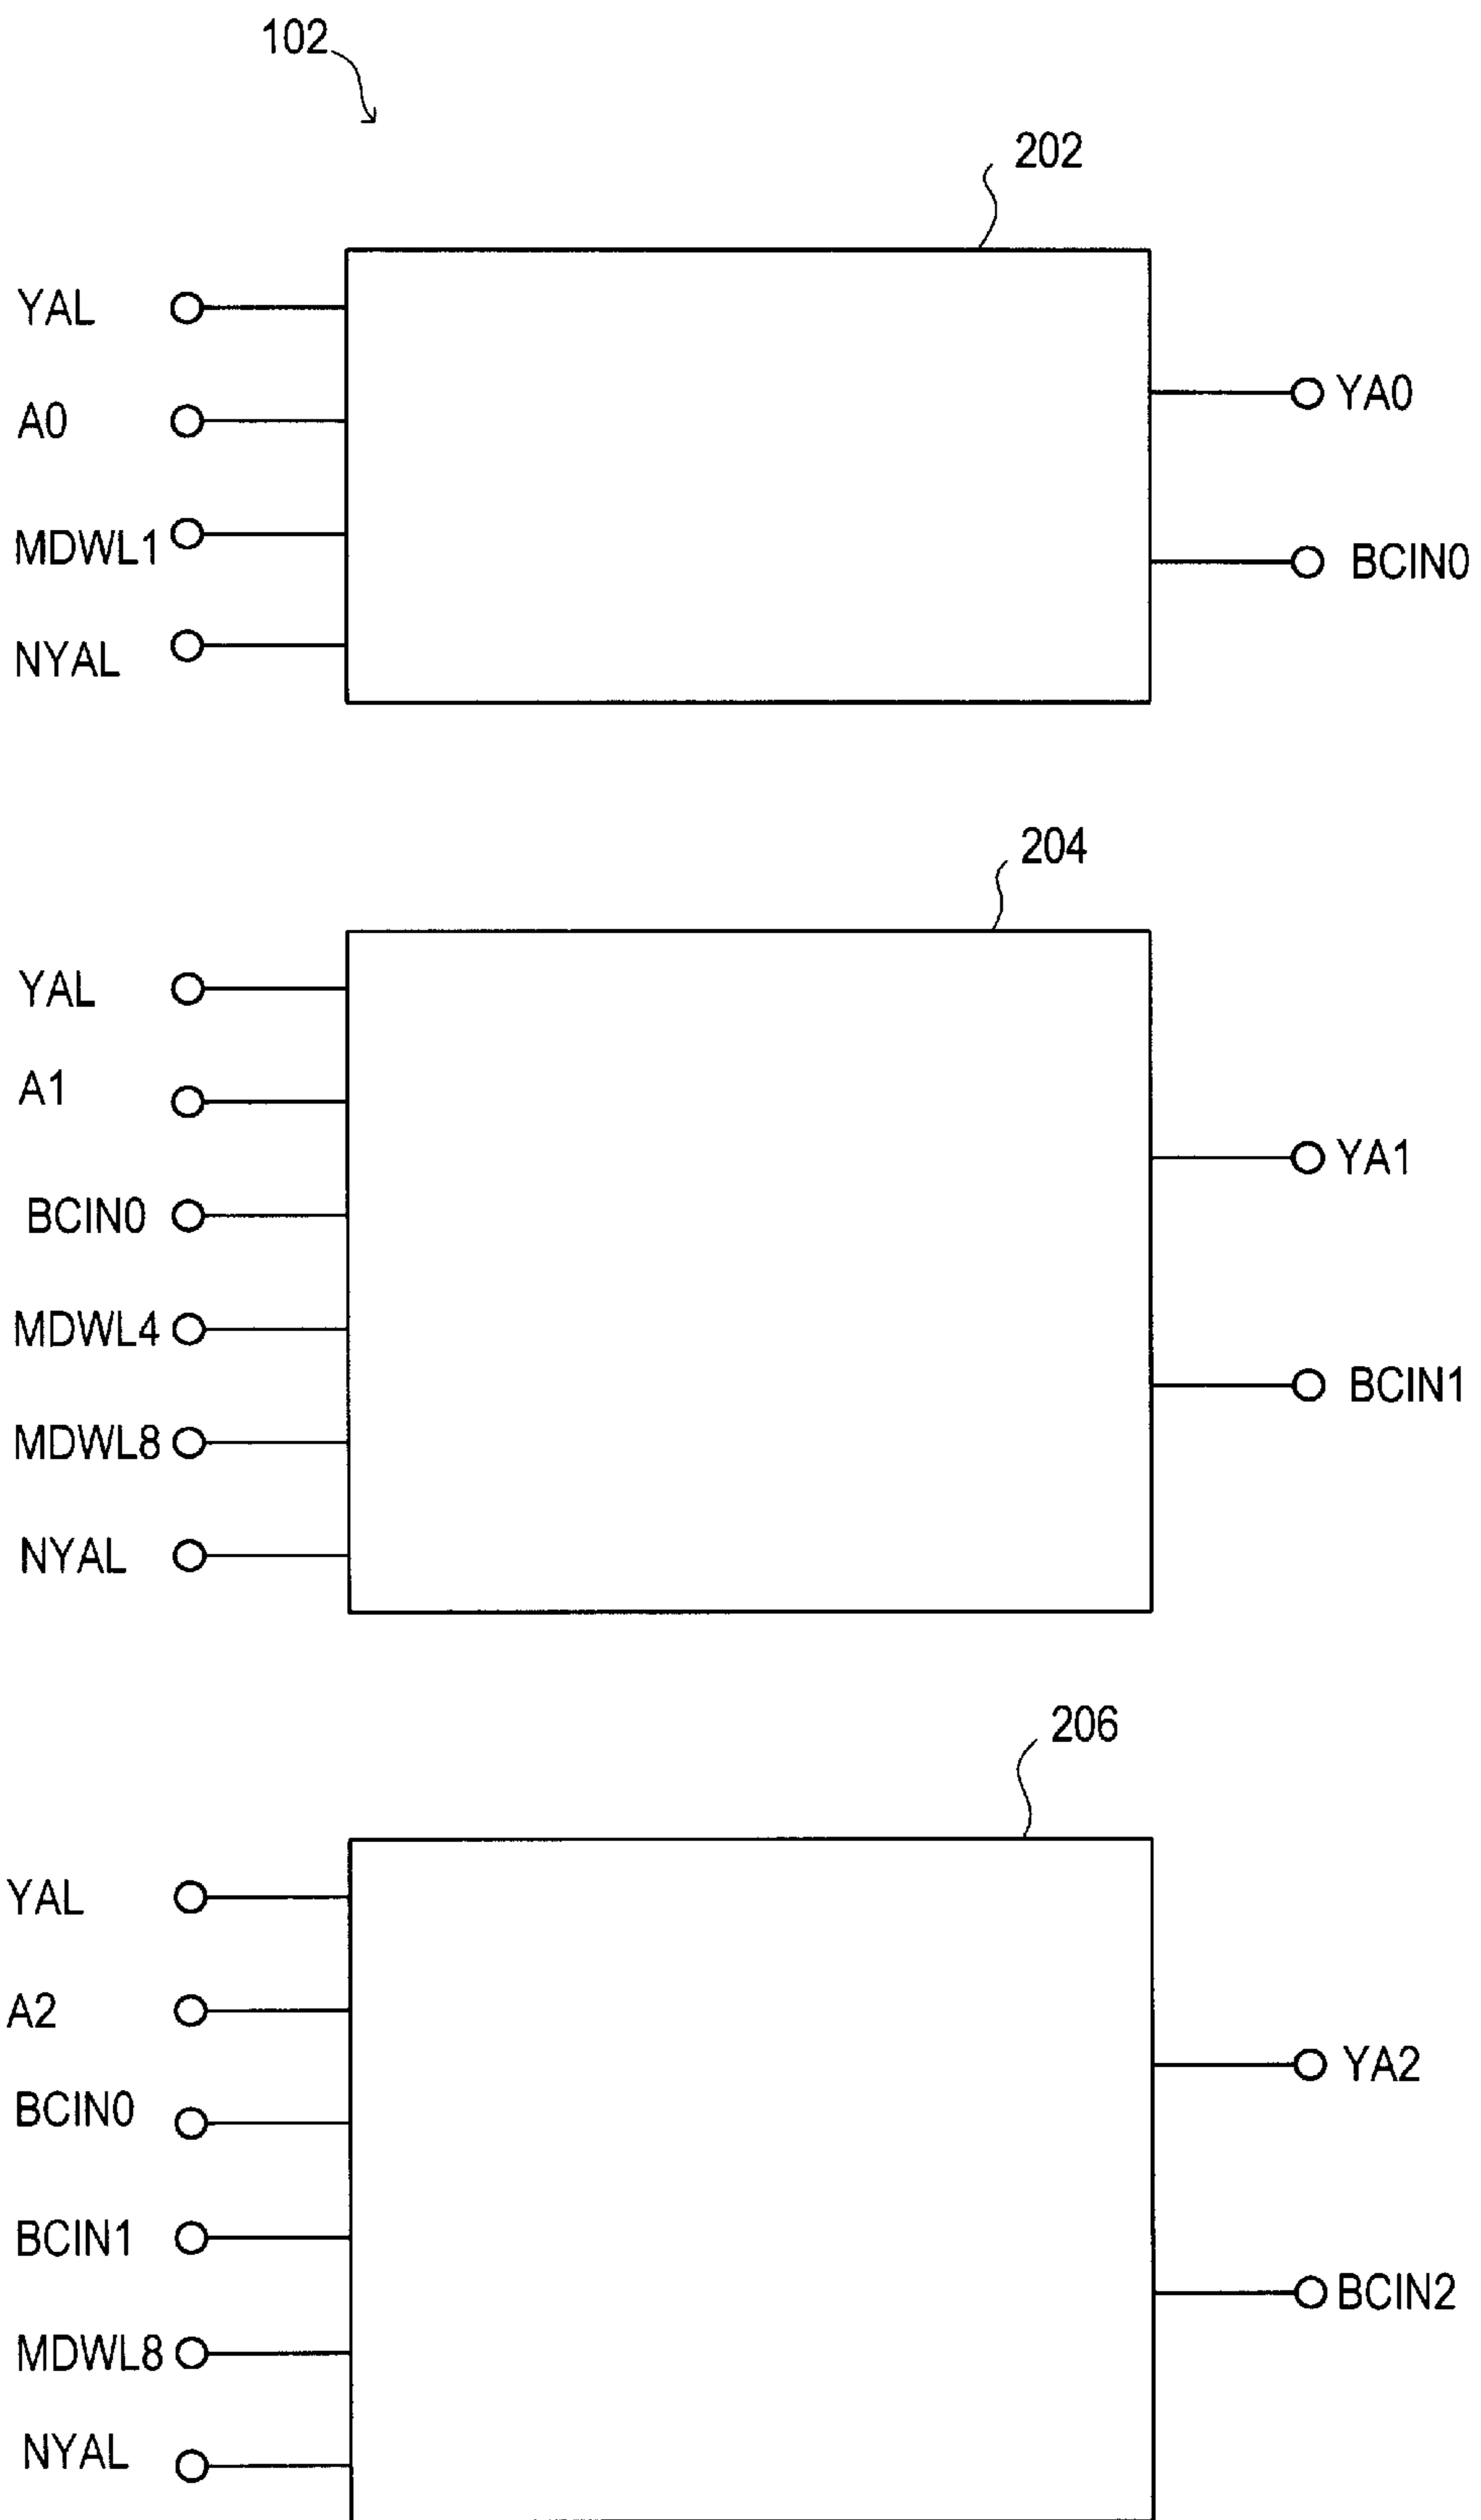 102
202
YAL
A0
MDWL1
NYAL
YA0
BCIN0
204
YAL
A1
BCIN0
MDWL4
MDWL8
NYAL
YA1
BCIN1
206
YAL
A2
BCIN0
BCIN1
MDWL8
NYAL
YA2
BCIN2